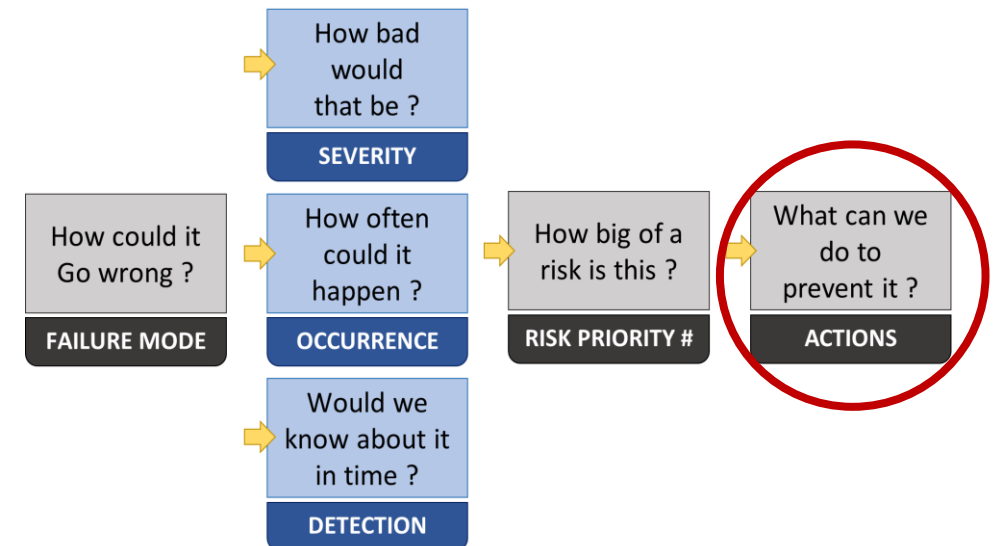 How bad
would
that be ?
SEVERITY
How could it
Go wrong ?
FAILURE MODE
How often
could it
happen ?
OCCURRENCE
Would we
know about it
in time ?
DETECTION
How big of a
risk is this ?
RISK PRIORITY #
What can we
do to
prevent it ?
ACTIONS